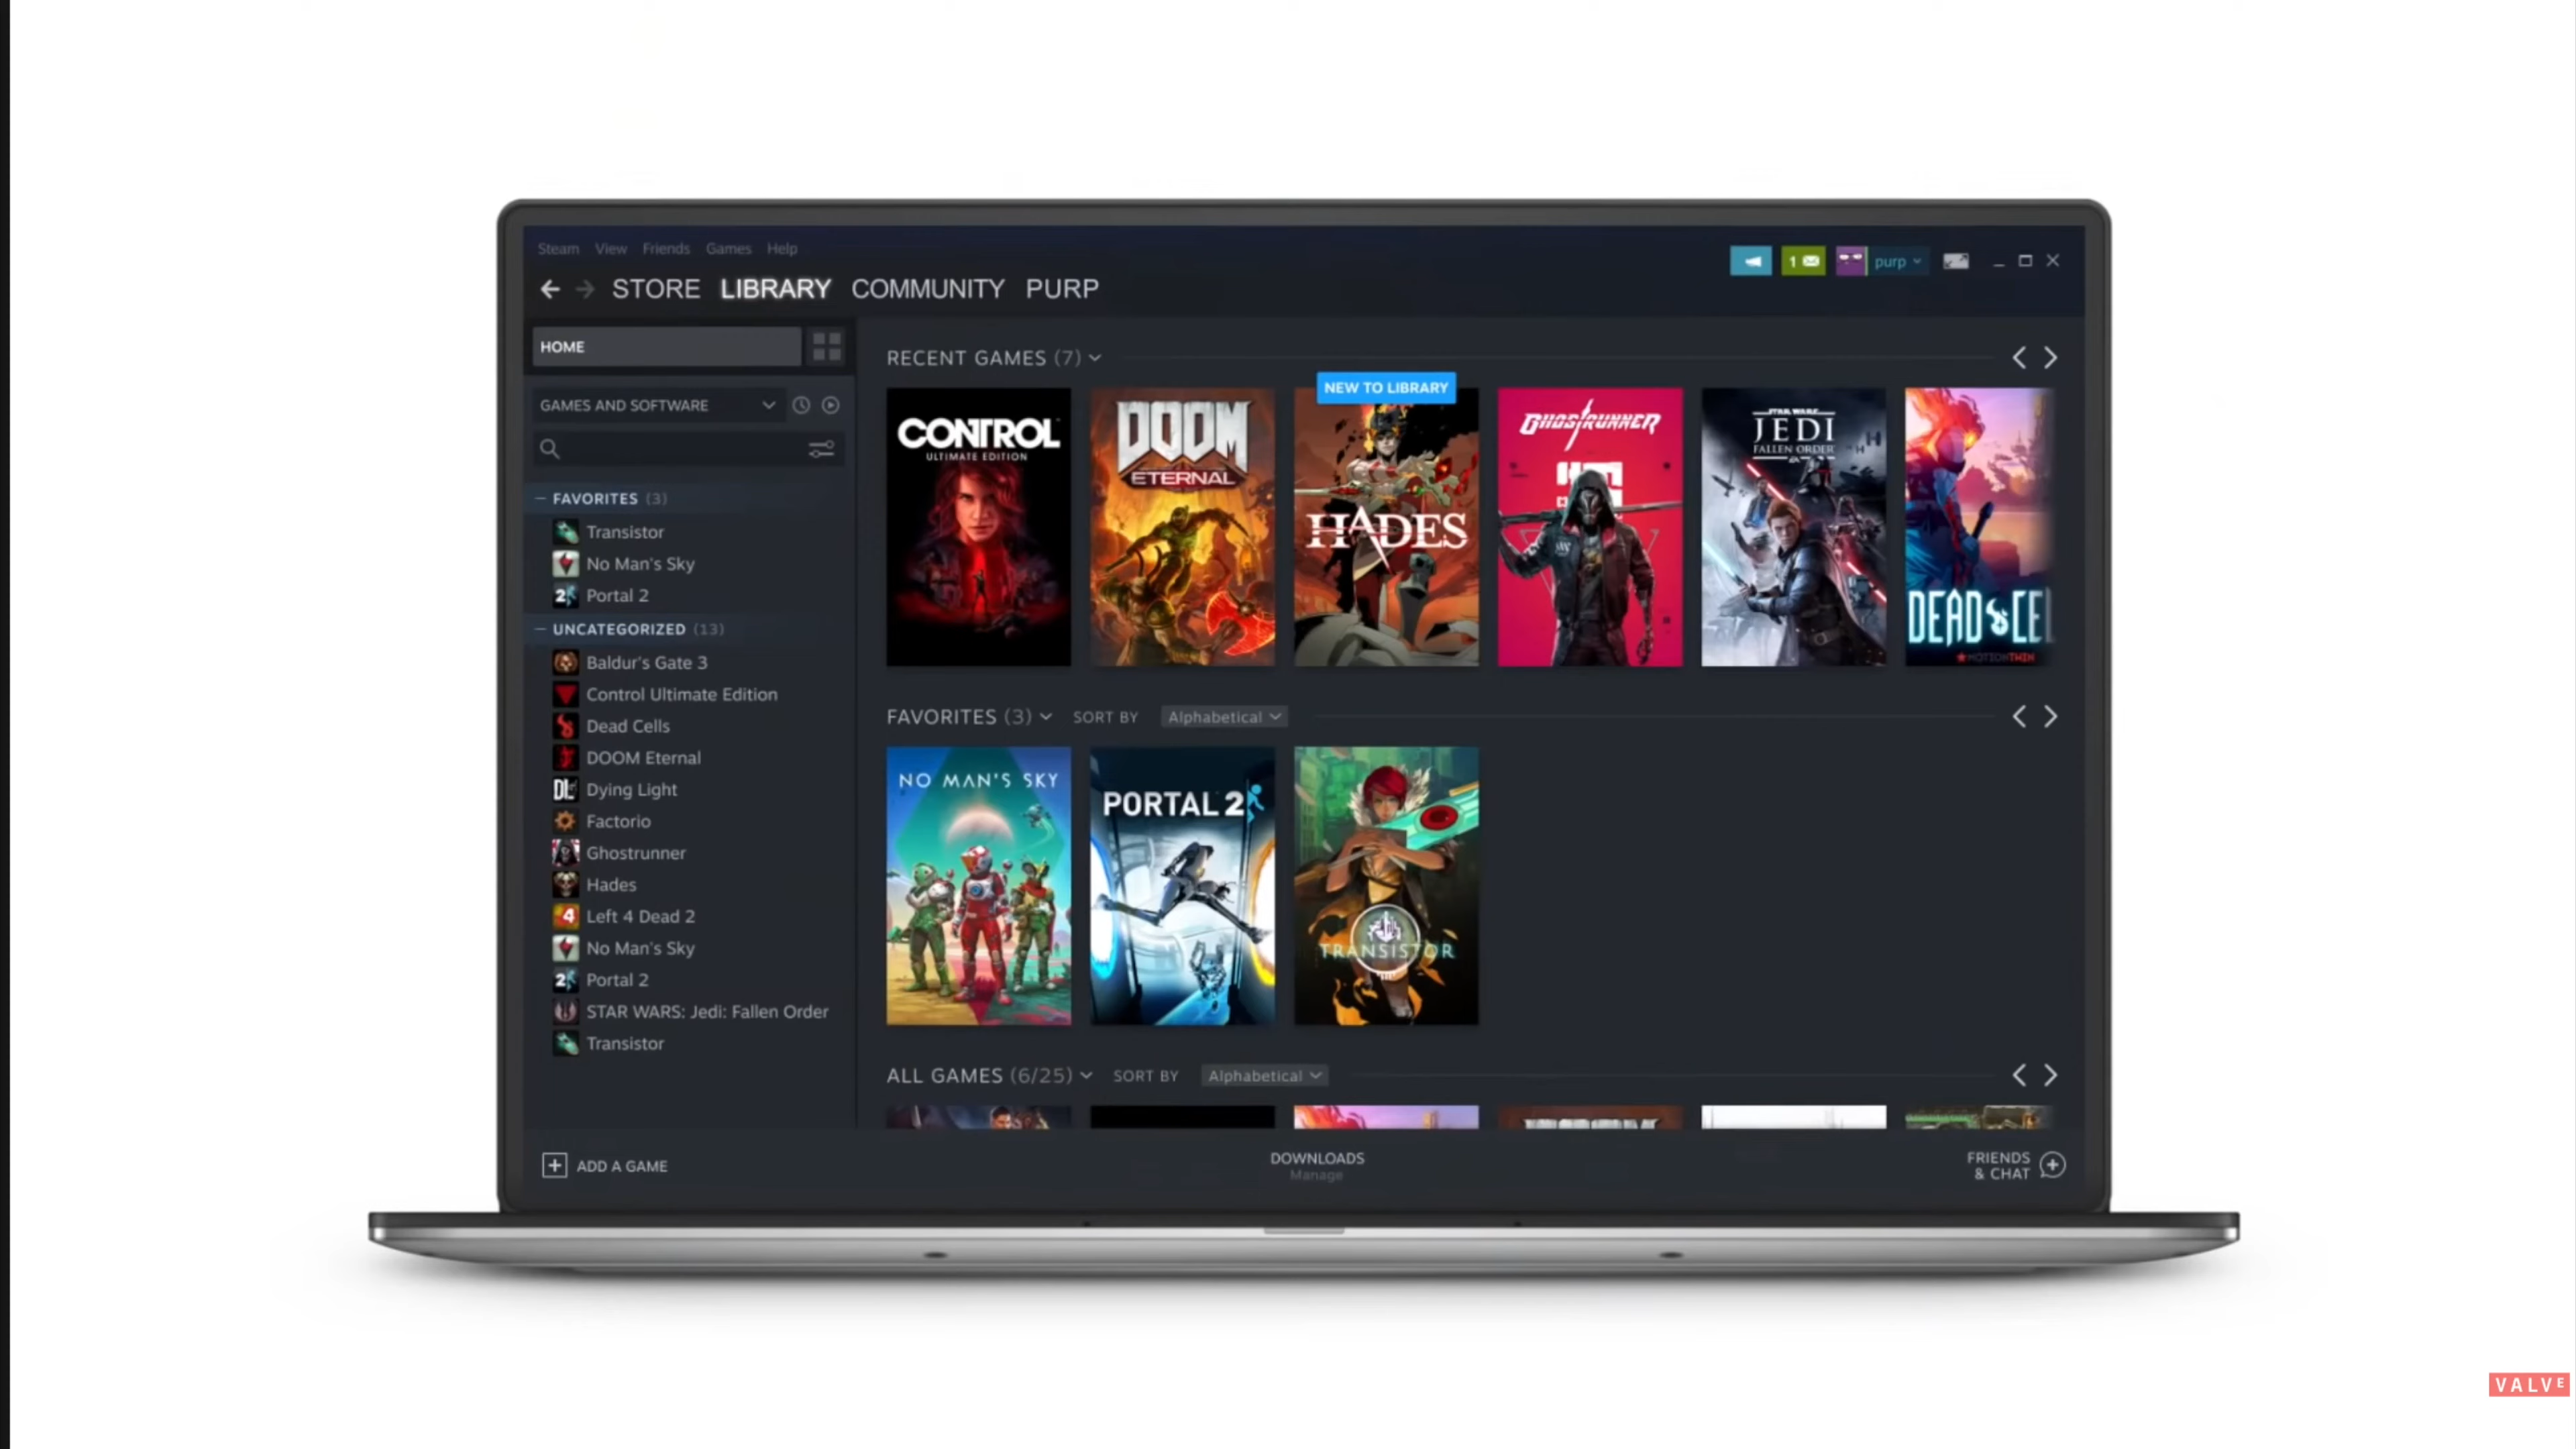 Steam View Friends Games Help
1
purp
STORE LIBRARY COMMUNITY PURP
HOME
GAMES AND SOFTWARE
FAVORITES (3)
Transistor
No Man's Sky
Portal 2
UNCATEGORIZED (13)
Baldur's Gate 3
Control Ultimate Edition
Dead Cells
DOOM Eternal
Dying Light
Factorio
Ghostrunner
Hades
Left 4 Dead 2
No Man's Sky
Portal 2
STAR WARS: Jedi: Fallen Order
Transistor
RECENT GAMES (7)
CONTROL
ULTIMATE EDITION
DOOM
ETERNAL
NEW TO LIBRARY
HADES
GHOSTRUNNER
STAR WARS
JEDI
FALLEN ORDER
EA
DEAD CEL
MOTIONTWIN
FAVORITES (3) SORT BY Alphabetical
NO MAN'S SKY
PORTAL 2
TRANSISTOR
ALL GAMES (6/25) SORT BY Alphabetical
ADD A GAME
DOWNLOADS
Manage
FRIENDS
& CHAT
VALVE